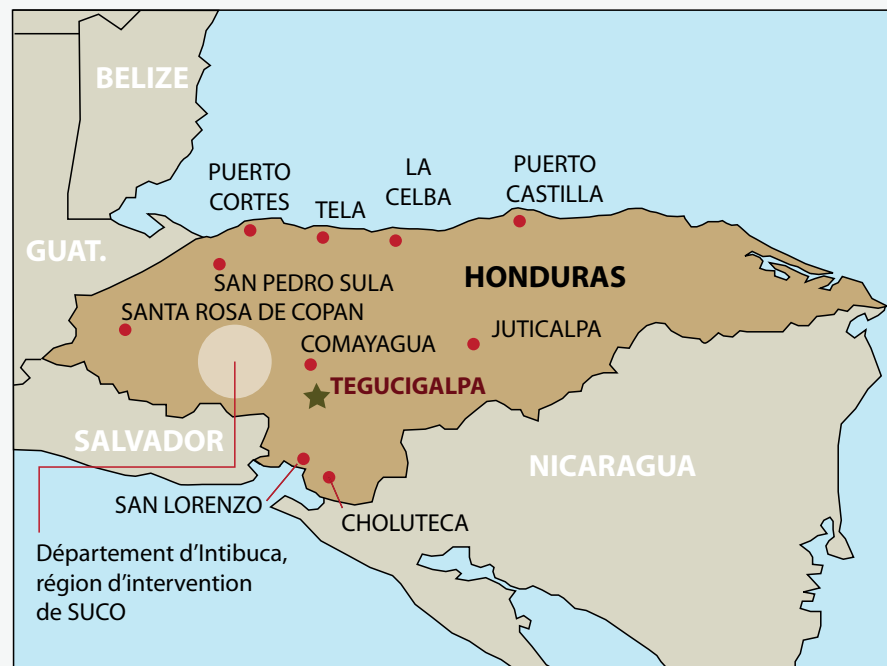 BELIZE
PUERTO
CORTES
TELA
LA
CELBA
PUERTO
CASTILLA
GUAT.
SAN PEDRO SULA
HONDURAS
SANTA ROSA DE COPAN
COMAYAGUA
JUTICALPA
TEGUCIGALPA
SALVADOR
NICARAGUA
SAN LORENZO
CHOLUTECA
Département d'Intibuca,
région d'intervention
de SUCO